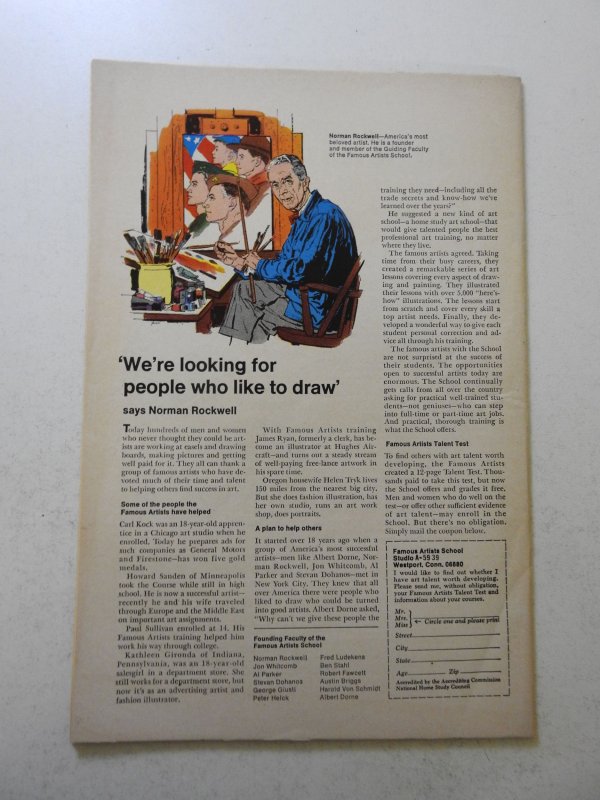 Norman Rockwell—America's most
beloved artist. He is a founder
and member of the Guiding Faculty
of the Famous Artists School.
'We're looking for
people who like to draw'
says Norman Rockwell
Today hundreds of men and women
who never thought they could be art-
ists are working at easels and drawing
boards, making pictures and getting
well paid for it. They all can thank a
group of famous artists who have de-
voted much of their time and talent
to helping others find success in art.
Some of the people the
Famous Artists have helped
Carl Kock was an 18-year-old appren-
tice in a Chicago art studio when he
enrolled. Today he prepares ads for
such companies as General Motors
and Firestone—has won five gold
medals.
Howard Sanden of Minneapolis
took the Course while still in high
school. He is now a successful artist—
recently he and his wife traveled
through Europe and the Middle East
on important art assignments.
Paul Sullivan enrolled at 14. His
Famous Artists training helped him
work his way through college.
Kathleen Gironda of Indiana,
Pennsylvania, was an 18-year-old
salesgirl in a department store. She
still works for a department store, but
now it's as an advertising artist and
fashion illustrator.
With Famous Artists training
James Ryan, formerly a clerk, has be-
come an illustrator at Hughes Air-
craft—and turns out a steady stream
of well-paying free-lance artwork in
his spare time.
Oregon housewife Helen Tryk lives
150 miles from the nearest big city.
But she does fashion illustration, has
her own studio, runs an art work
shop, does portraits.
A plan to help others
It started over 18 years ago when a
group of America's most successful
artists—men like Albert Dorne, Nor-
man Rockwell, Jon Whitcomb, Al
Parker and Stevan Dohanos—met in
New York City. They knew that all
over America there were people who
liked to draw who could be turned
into good artists. Albert Dorne asked,
"Why can't we give these people the
Founding Faculty of the
Famous Artists School
Norman Rockwell
Jon Whitcomb
Al Parker
Stevan Dohanos
George Giusti
Peter Helck
Fred Ludekens
Ben Stahl
Robert Fawcett
Austin Briggs
Harold Von Schmidt
Albert Dorne
training they need—including all the
trade secrets and know-how we've
learned over the years?"
He suggested a new kind of art
school—a home study art school—that
would give talented people the best
professional art training, no matter
where they live.
The famous artists agreed. Taking
time from their busy careers, they
created a remarkable series of art
lessons covering every aspect of draw-
ing and painting. They illustrated
their lessons with over 5,000 "here's-
how" illustrations. The lessons start
from scratch and cover every skill a
top artist needs. Finally, they de-
veloped a wonderful way to give each
student personal correction and ad-
vice all through his training.
The famous artists with the School
are not surprised at the success of
their students. The opportunities
open to successful artists today are
enormous. The School continually
gets calls from all over the country
asking for practical well-trained stu-
dents—not geniuses—who can step
into full-time or part-time art jobs.
And practical, thorough training is
what the School offers.
Famous Artists Talent Test
To find others with art talent worth
developing, the Famous Artists
created a 12-page Talent Test. Thou-
sands paid to take this test, but now
the School offers and grades it free.
Men and women who do well on the
test—or offer other sufficient evidence
of art talent—may enroll in the
School. But there's no obligation.
Simply mail the coupon below.
Famous Artists School
Studio A-5939
Westport, Conn. 06880
I would like to find out whether I
have art talent worth developing.
Please send me, without obligation,
your Famous Artists Talent Test and
information about your courses.
Mr.
Mrs. ← Circle one and please print
Miss
Street
City
State
Age Zip
Accredited by the Accrediting Commission
National Home Study Council